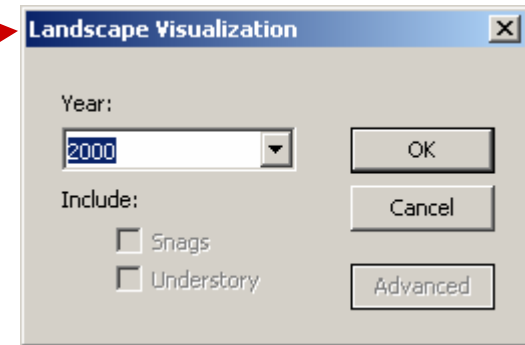 Landscape Visualization
Year:
2000
OK
Include:
Cancel
Snags
Understory
Advanced